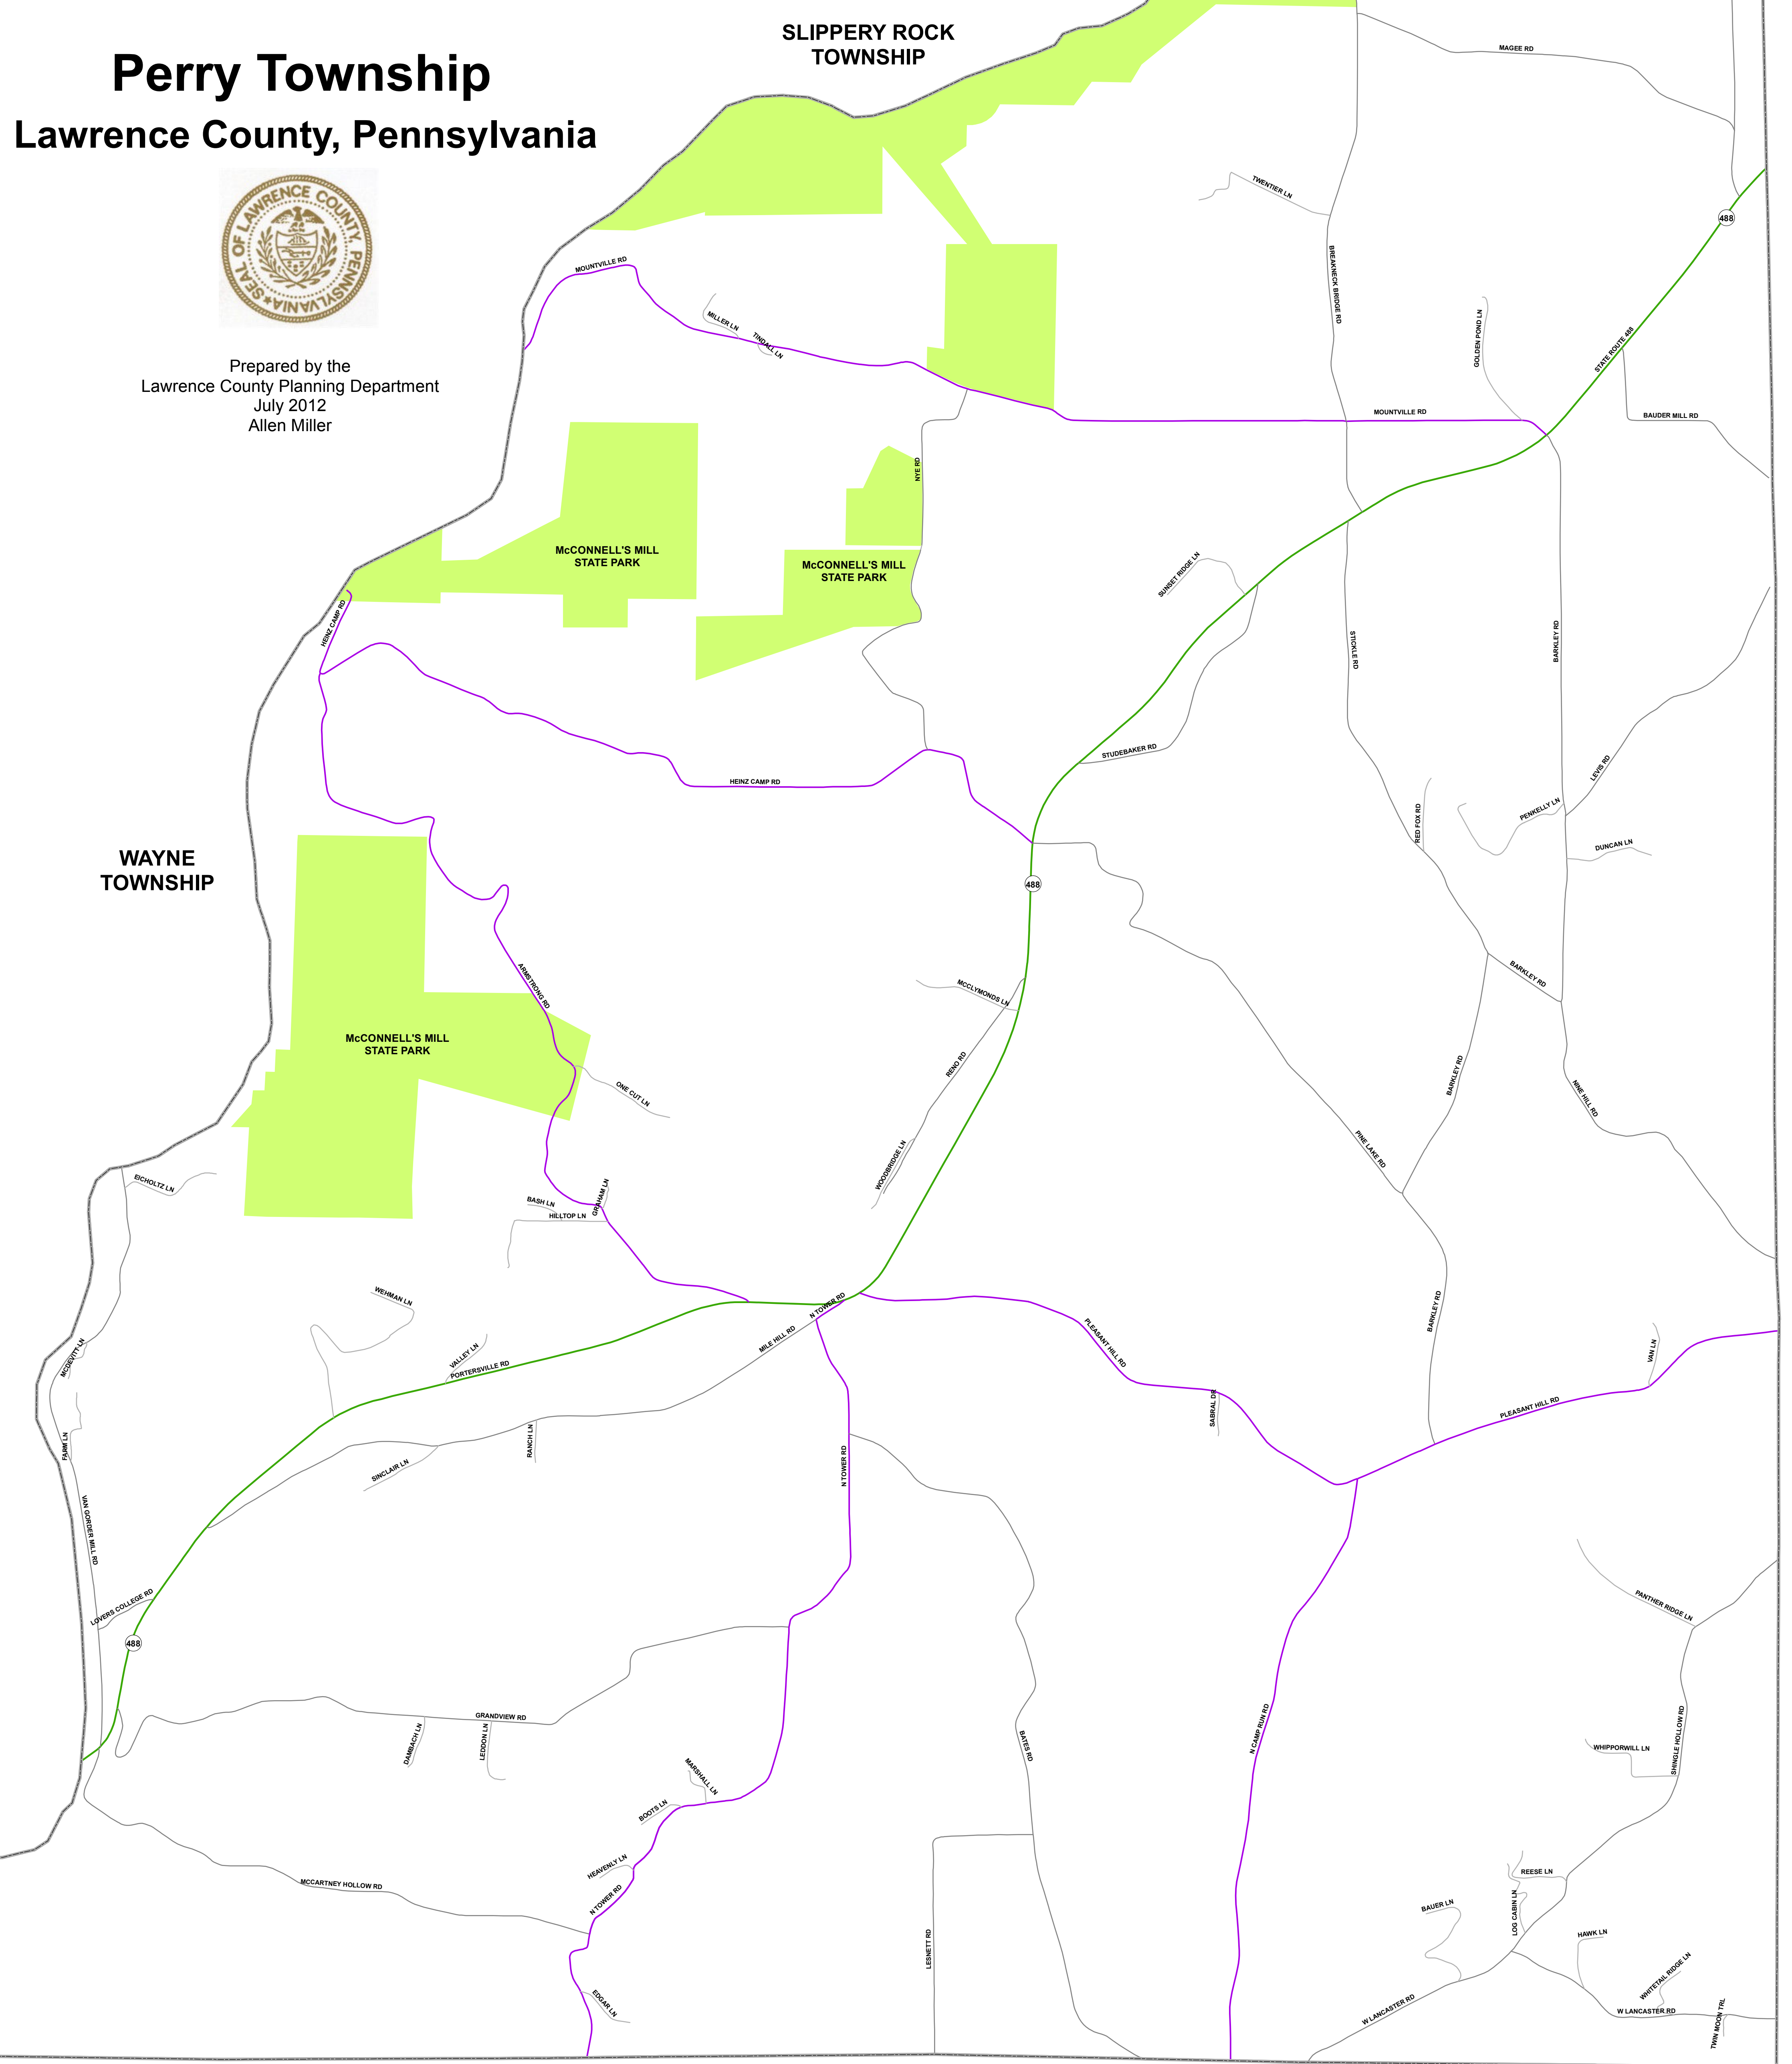 Perry Township
Lawrence County, Pennsylvania
SEAL OF LAWRENCE COUNTY, PENNSYLVANIA
Prepared by the
Lawrence County Planning Department
July 2012
Allen Miller
SLIPPERY ROCK
TOWNSHIP
MAGEE RD
TWENTIER LN
488
BREAKNECK BRIDGE RD
MOUNTVILLE RD
MILLER LN
TINDALL LN
GOLDEN POND LN
STATE ROUTE 488
MOUNTVILLE RD
BAUDER MILL RD
NYE RD
McCONNELL'S MILL
STATE PARK
McCONNELL'S MILL
STATE PARK
SUNSET RIDGE LN
HEINZ CAMP RD
STICKLE RD
BARKLEY RD
STUDEBAKER RD
HEINZ CAMP RD
LEVIS RD
RED FOX RD
PENKELLY LN
DUNCAN LN
WAYNE
TOWNSHIP
488
ARMSTRONG RD
MCCLYMONDS LN
BARKLEY RD
McCONNELL'S MILL
STATE PARK
RENO RD
ONE CUT LN
BARKLEY RD
NINE HILL RD
PINE LAKE RD
WOODBRIDGE LN
EICHOLTZ LN
BASH LN
GRAHAM LN
HILLTOP LN
WEHMAN LN
N TOWER RD
MILE HILL RD
PLEASANT HILL RD
BARKLEY RD
VAN LN
MCDEVITT LN
VALLEY LN
PORTERSVILLE RD
SABRAL DR
PLEASANT HILL RD
FARM LN
RANCH LN
SINCLAIR LN
N TOWER RD
VAN GORDER MILL RD
LOVERS COLLEGE RD
488
PANTHER RIDGE LN
GRANDVIEW RD
DAMBACH LN
LEDDON LN
BATES RD
N CAMP RUN RD
SHINGLE HOLLOW RD
WHIPPORWILL LN
MARSHALL LN
BOOTS LN
HEAVENLY LN
REESE LN
MCCARTNEY HOLLOW RD
N TOWER RD
BAUER LN
LOG CABIN LN
HAWK LN
LESNETT RD
WHITETAIL RIDGE LN
EDGAR LN
W LANCASTER RD
W LANCASTER RD
TWIN MOON TRL